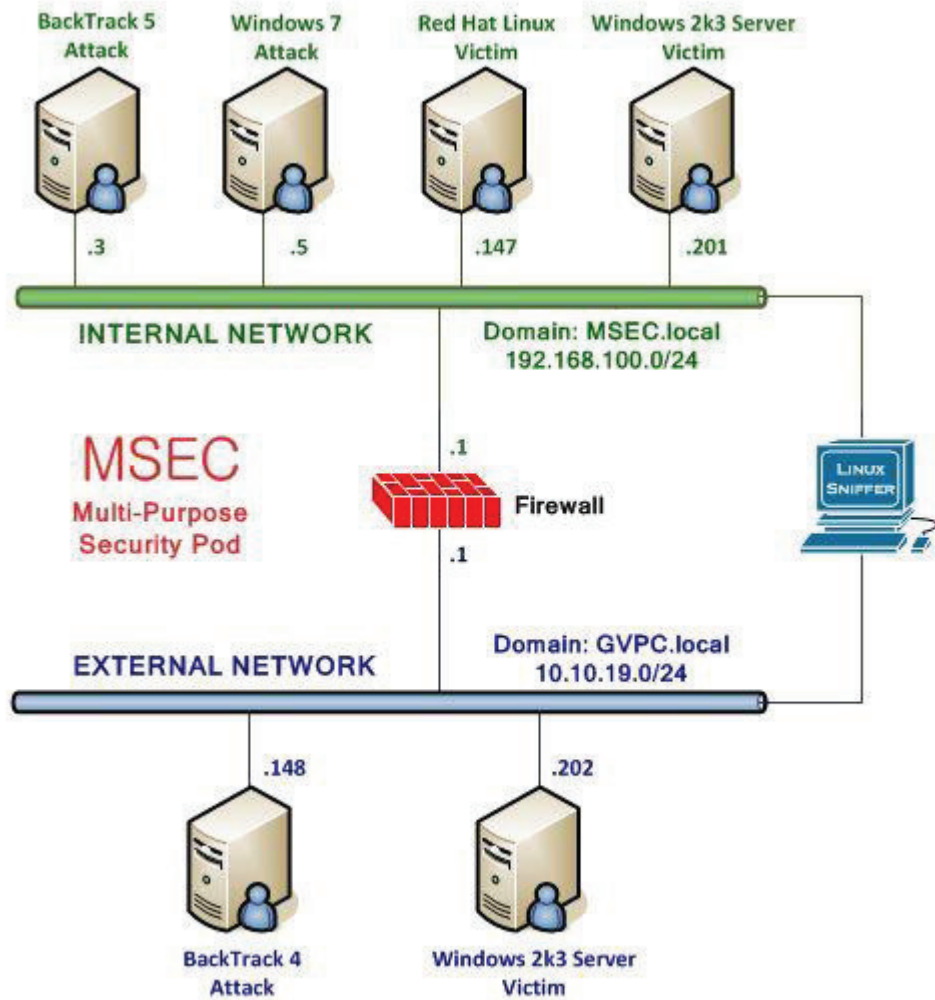 BackTrack 5
Attack
Windows 7
Attack
Red Hat Linux
Victim
Windows 2k3 Server
Victim
.3
.5
.147
.201
INTERNAL NETWORK
Domain: MSEC.local
192.168.100.0/24
MSEC
Multi-Purpose
Security Pod
.1
Firewall
.1
LINUX
SNIFFER
EXTERNAL NETWORK
Domain: GVPC.local
10.10.19.0/24
.148
.202
BackTrack 4
Attack
Windows 2k3 Server
Victim